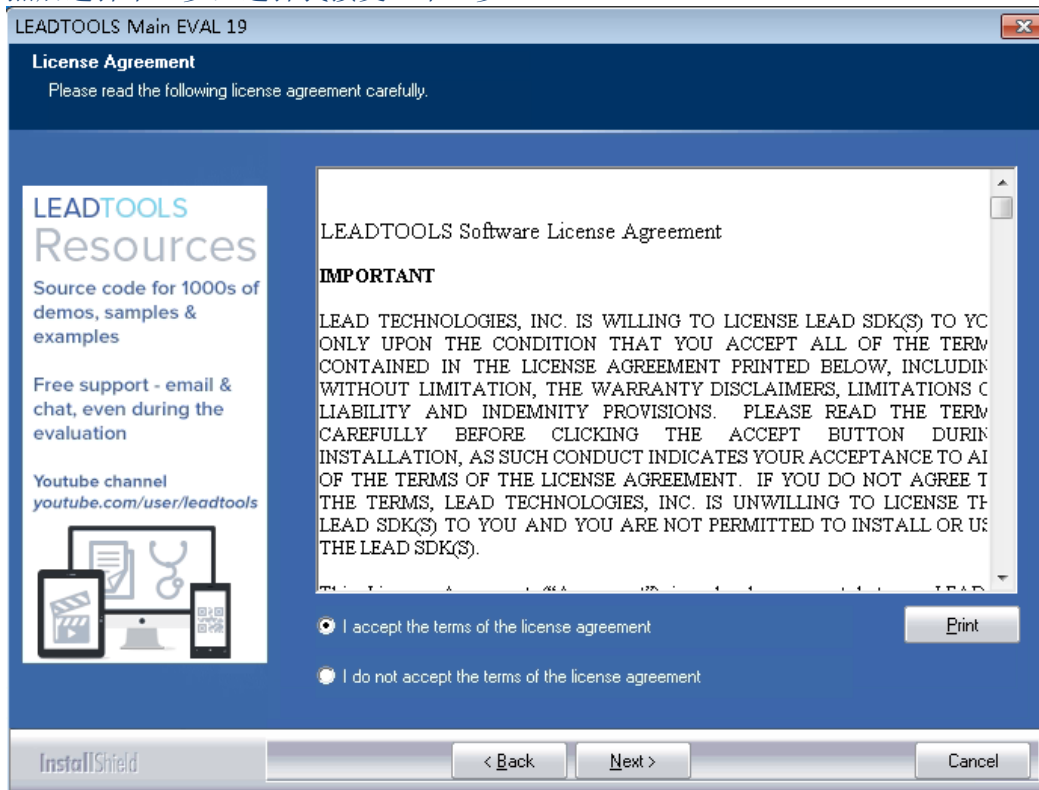 LEADTOOLS Main EVAL 19
License Agreement
Please read the following license agreement carefully.
LEADTOOLS
Resources
Source code for 1000s of
demos, samples &
examples
Free support - email &
chat, even during the
evaluation
Youtube channel
youtube.com/user/leadtools
LEADTOOLS Software License Agreement
IMPORTANT
LEAD TECHNOLOGIES, INC. IS WILLING TO LICENSE LEAD SDK(S) TO YO
ONLY UPON THE CONDITION THAT YOU ACCEPT ALL OF THE TERM
CONTAINED IN THE LICENSE AGREEMENT PRINTED BELOW, INCLUDIN
WITHOUT LIMITATION, THE WARRANTY DISCLAIMERS, LIMITATIONS O
LIABILITY AND INDEMNITY PROVISIONS. PLEASE READ THE TERM
CAREFULLY BEFORE CLICKING THE ACCEPT BUTTON DURIN
INSTALLATION, AS SUCH CONDUCT INDICATES YOUR ACCEPTANCE TO AL
OF THE TERMS OF THE LICENSE AGREEMENT. IF YOU DO NOT AGREE T
THE TERMS, LEAD TECHNOLOGIES, INC. IS UNWILLING TO LICENSE TH
LEAD SDK(S) TO YOU AND YOU ARE NOT PERMITTED TO INSTALL OR US
THE LEAD SDK(S).
I accept the terms of the license agreement
Print
I do not accept the terms of the license agreement
InstallShield
< Back
Next >
Cancel